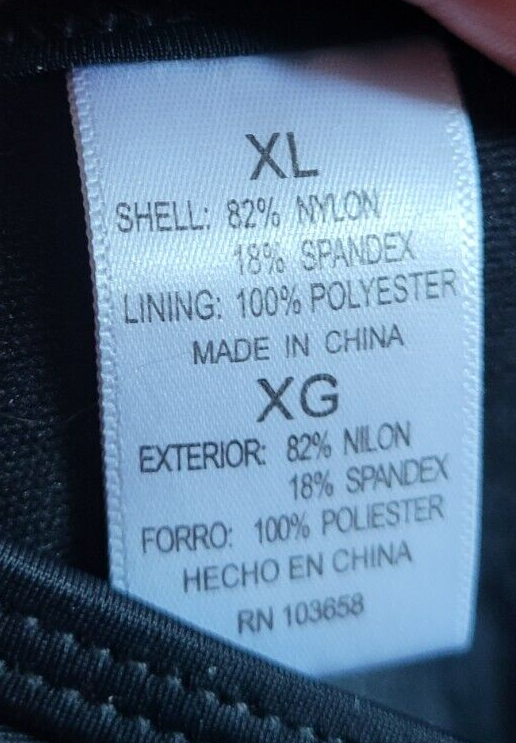 XL
SHELL: 82% NYLON
18% SPANDEX
LINING: 100% POLYESTER
MADE IN CHINA
XG
EXTERIOR: 82% NILON
18% SPANDEX
FORRO: 100% POLIESTER
HECHO EN CHINA
RN 103658